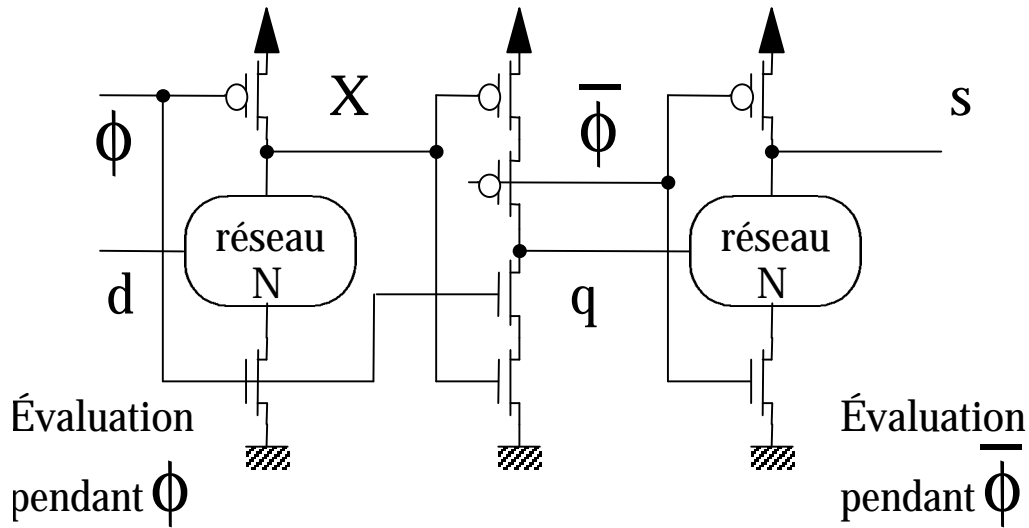 X
s
ϕ
ϕ̅
réseau
N
réseau
N
d
q
Évaluation
pendant ϕ
Évaluation
pendant ϕ̅